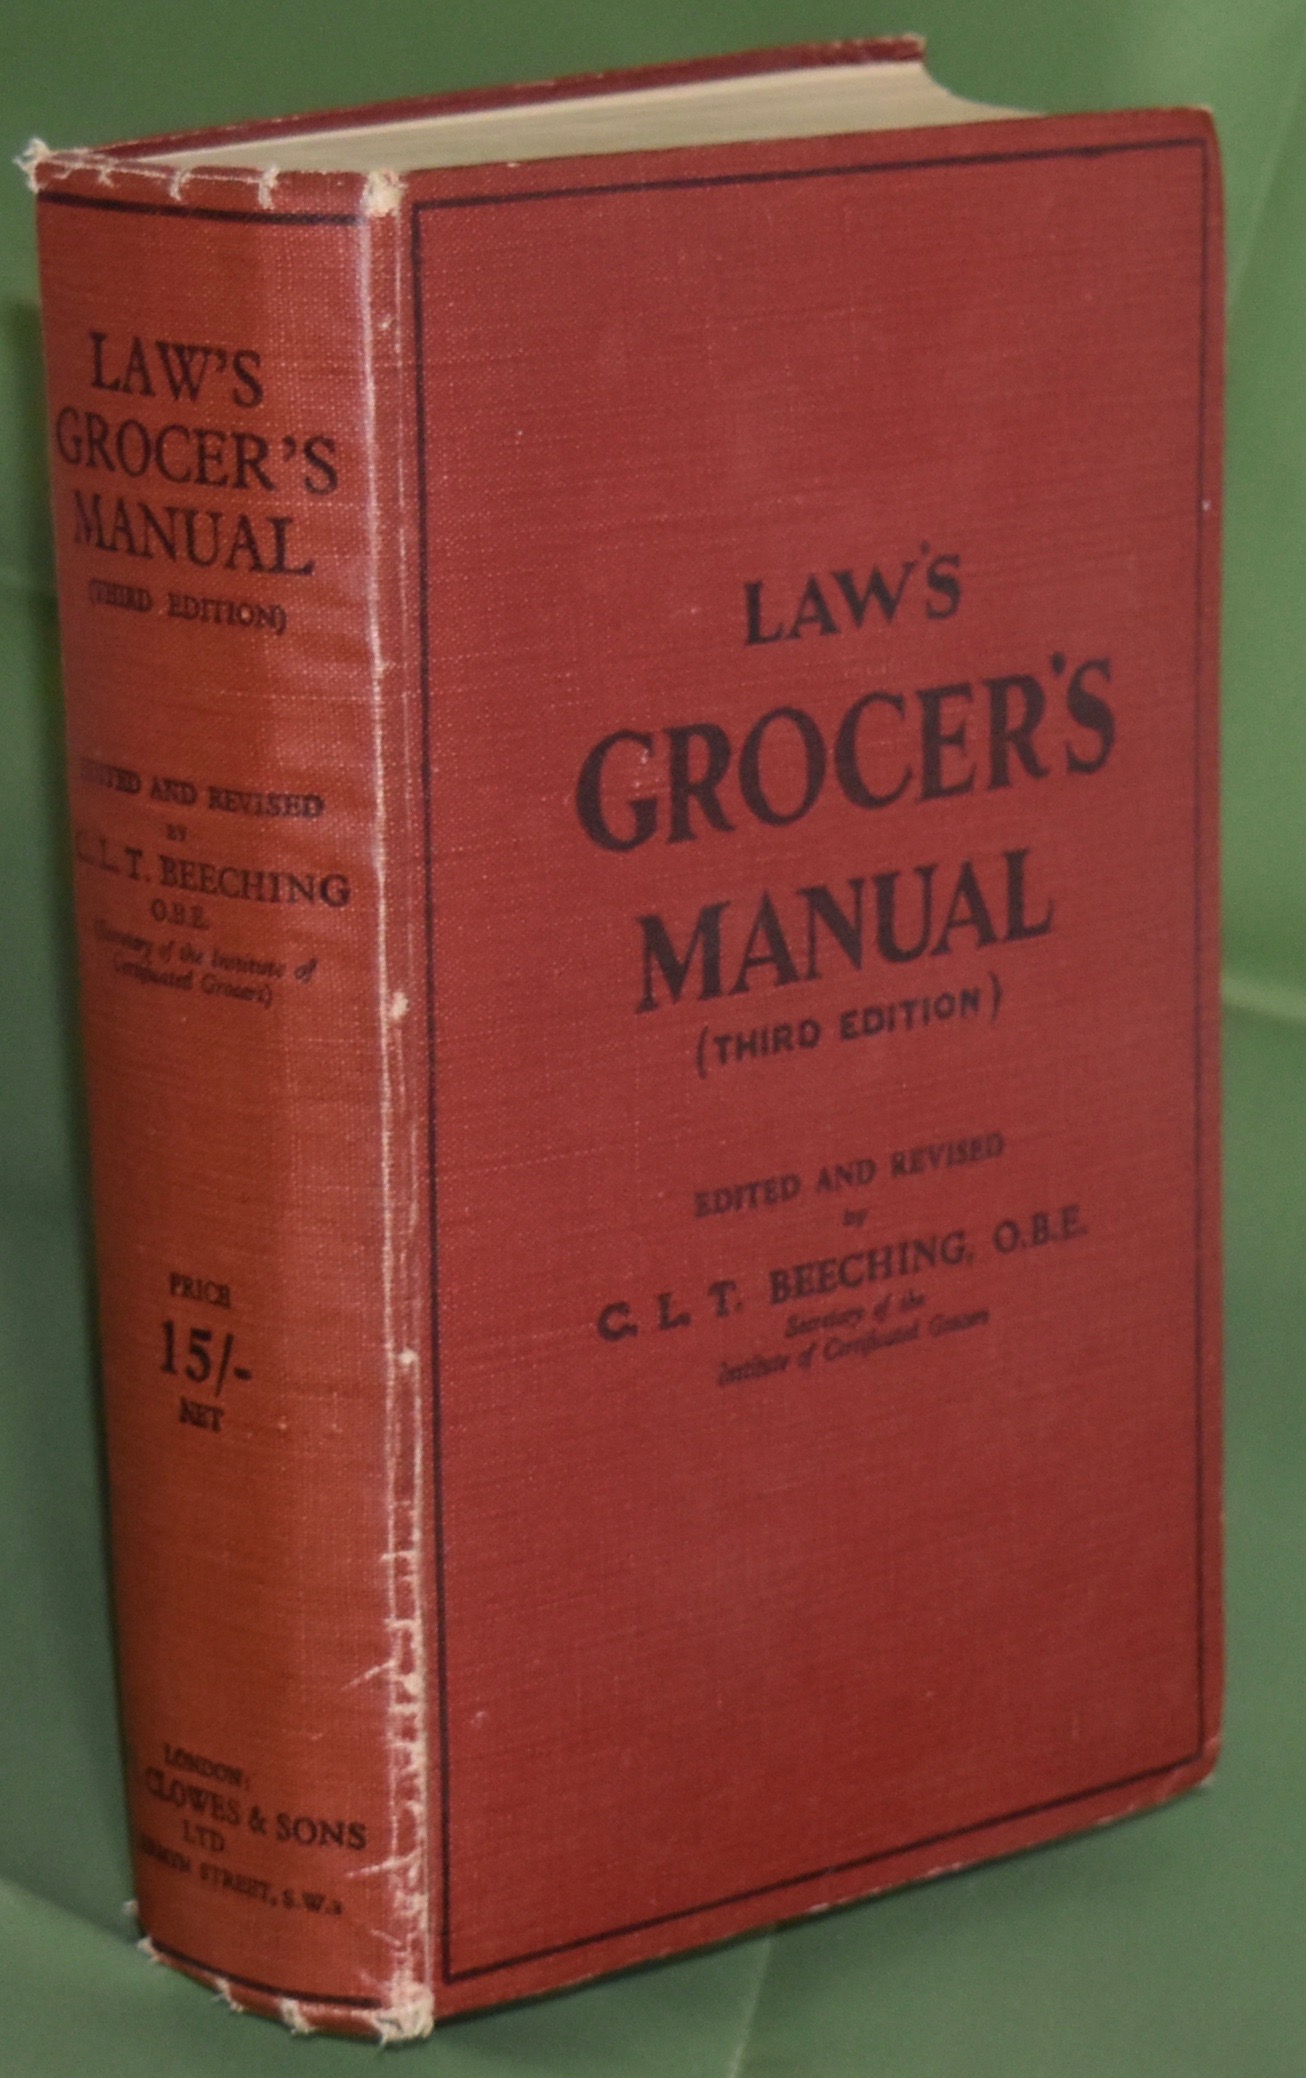 LAW'S
GROCER'S
MANUAL
(THIRD EDITION)
EDITED AND REVISED
BY
C. L. T. BEECHING
O.B.E.
(Secretary of the Institute of
Certificated Grocers)
PRICE
15/-
NET
LONDON:
CLOWES & SONS
LTD
STREET, S.W.1
LAW'S
GROCER'S
MANUAL
(THIRD EDITION)
EDITED AND REVISED
by
C. L. T. BEECHING, O.B.E.
Secretary of the
Institute of Certificated Grocers